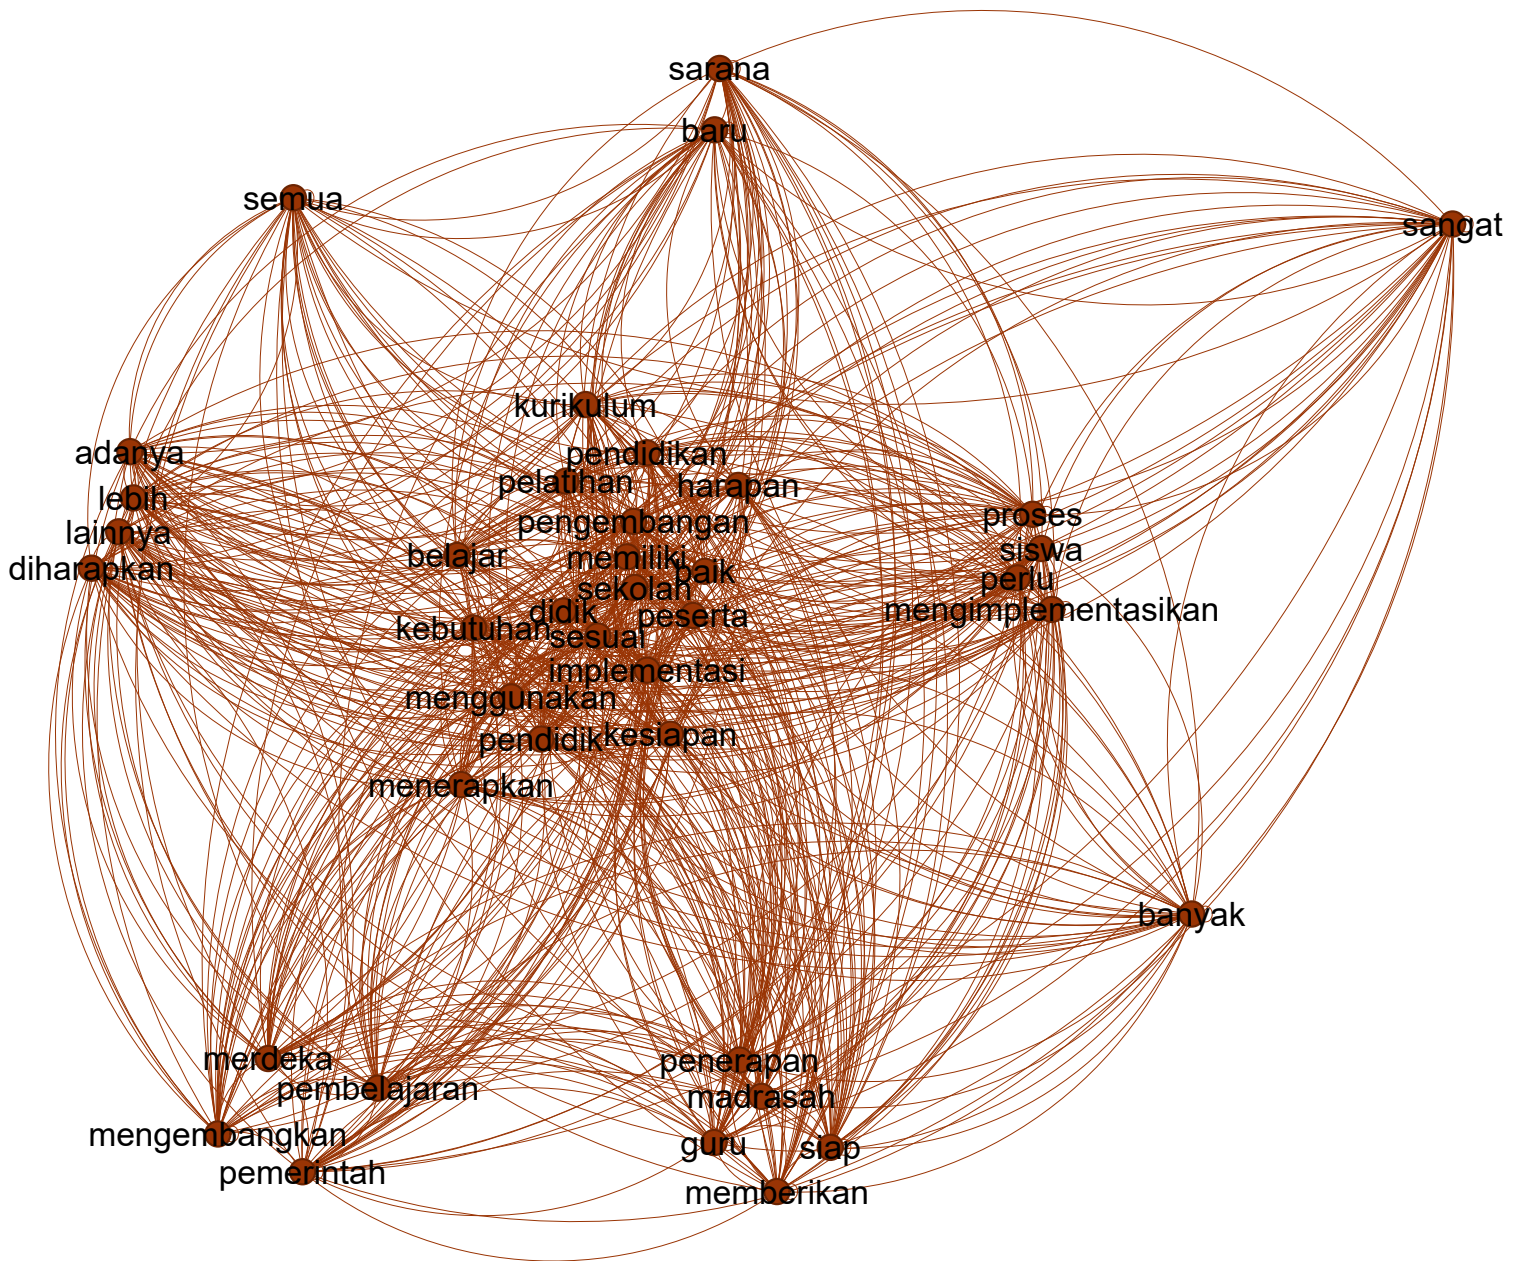 sarana
baru
semua
sangat
kurikulum
adanya
pendidikan
pelatihan
harapan
lebih
proses
pengembangan
lainnya
siswa
belajar
memiliki
diharapkan
baik
perlu
sekolah
didik
mengimplementasikan
peserta
kebutuhan
sesuai
implementasi
menggunakan
pendidik
kesiapan
menerapkan
banyak
merdeka
penerapan
pembelajaran
madrasah
mengembangkan
guru
siap
pemerintah
memberikan